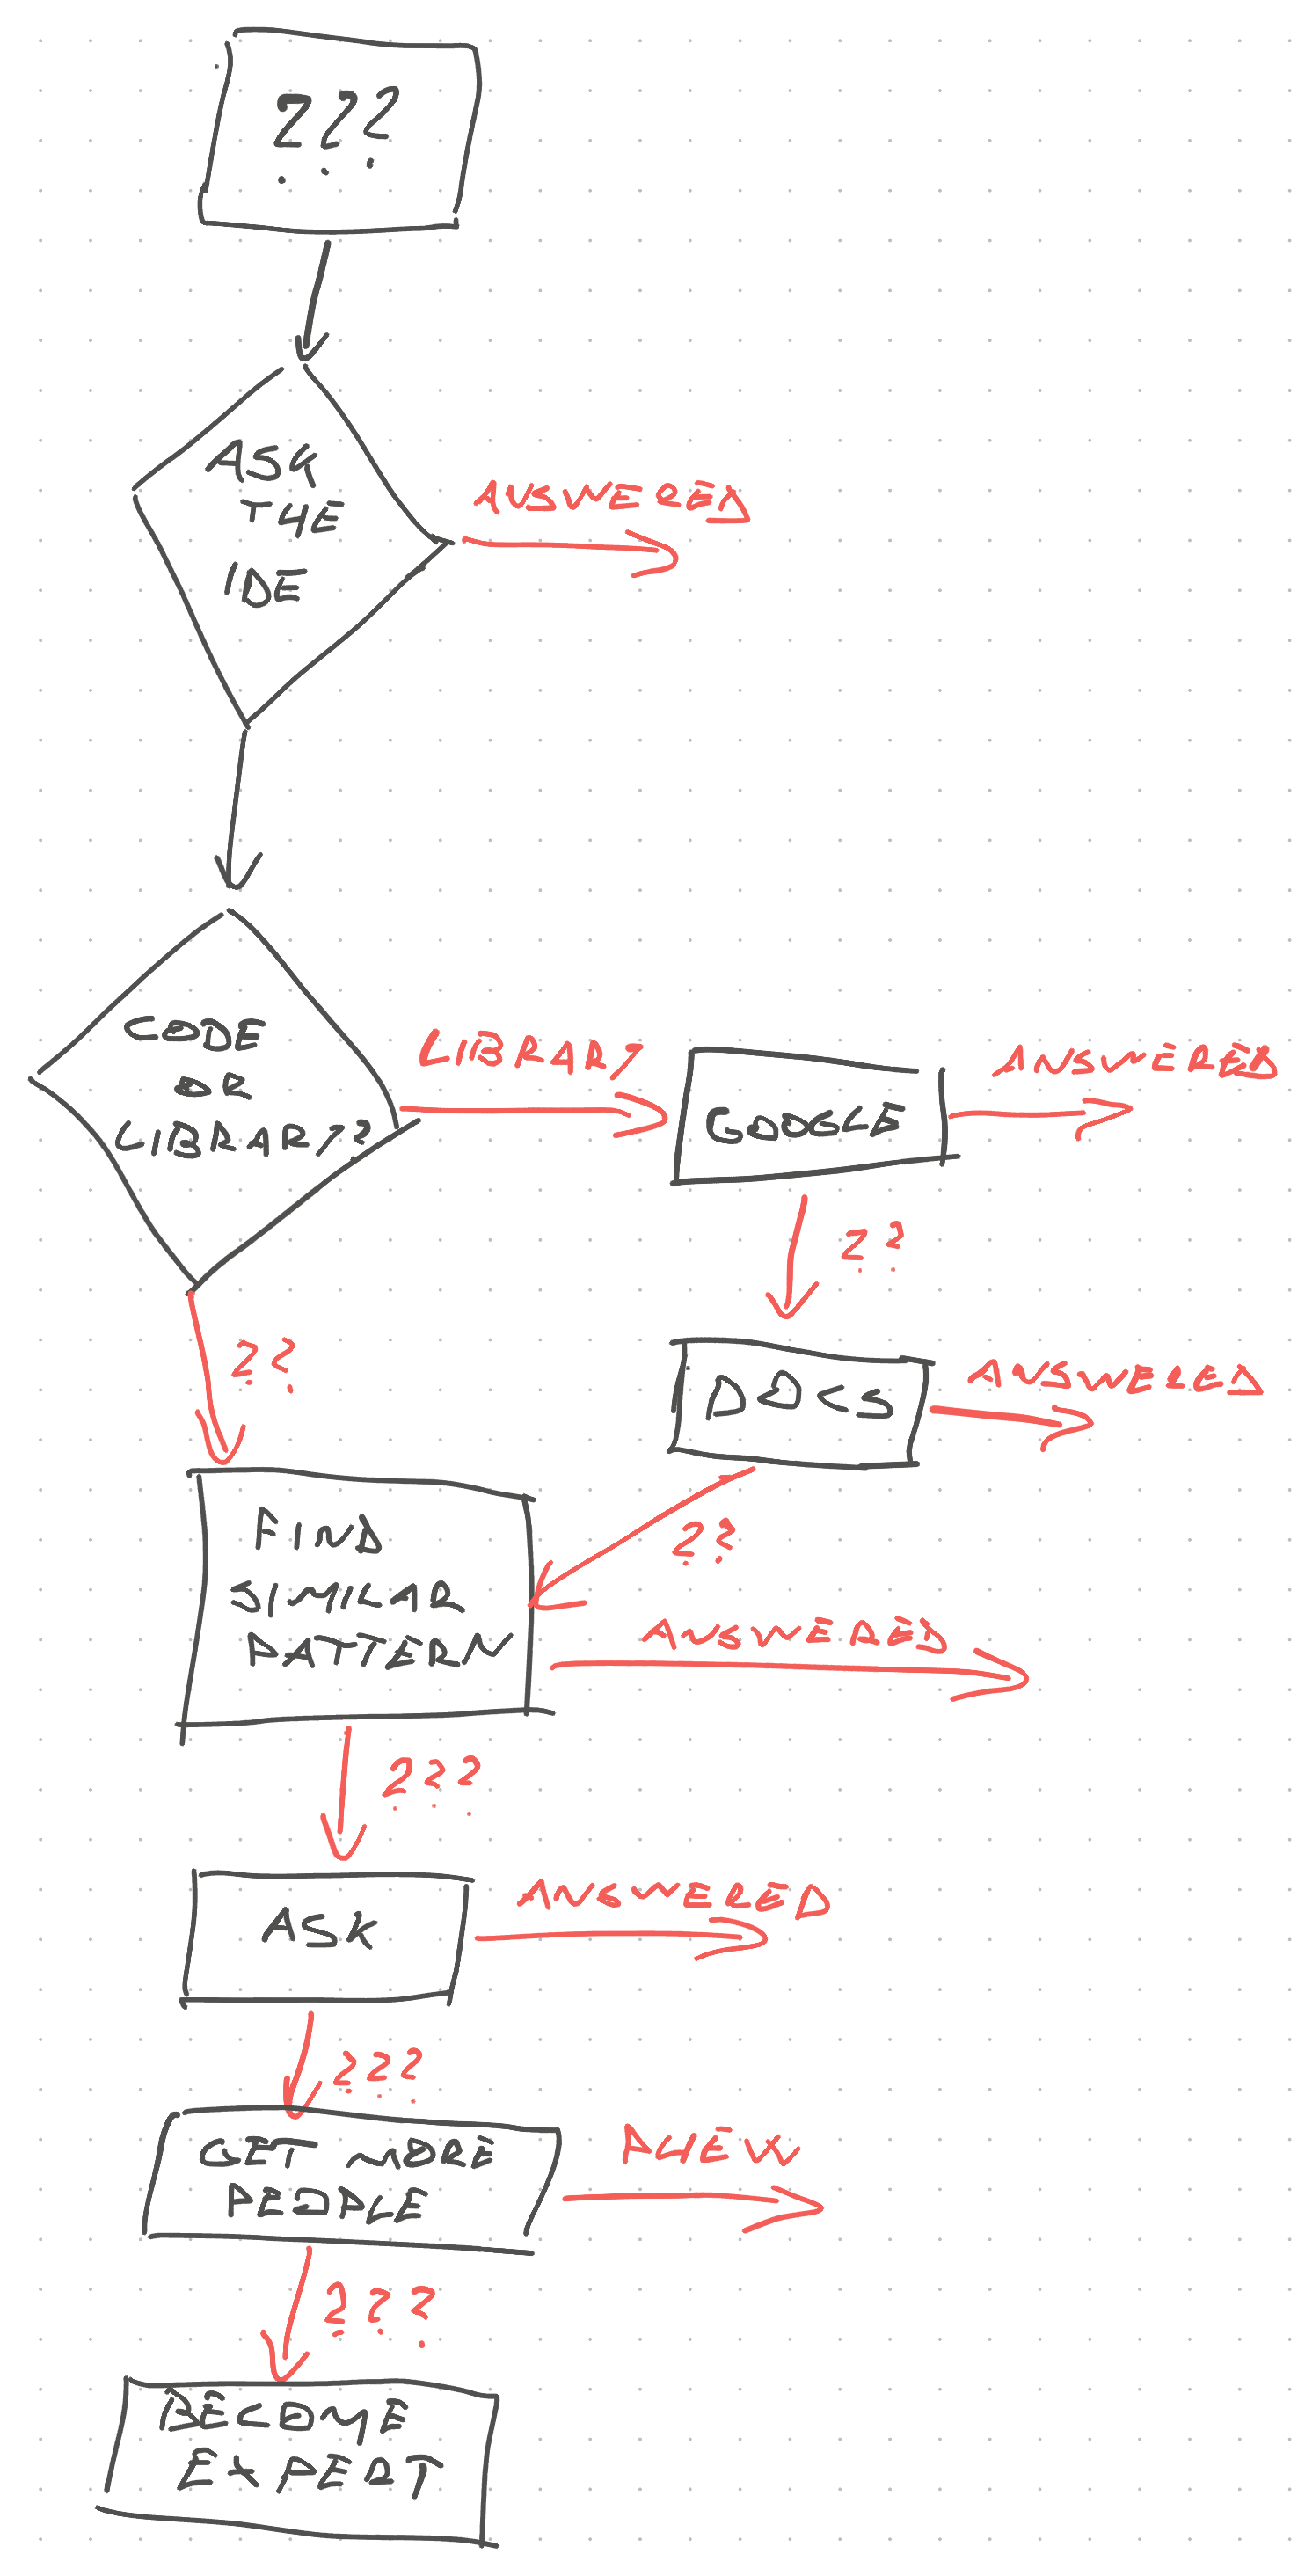 ???
ASK
THE
IDE
ANSWERED
CODE
OR
LIBRARY?
LIBRARY
GOOGLE
ANSWERED
??
??
DOCS
ANSWERED
??
FIND
SIMILAR
PATTERN
ANSWERED
???
ASK
ANSWERED
???
GET MORE
PEOPLE
PHEW
???
BECOME
EXPERT